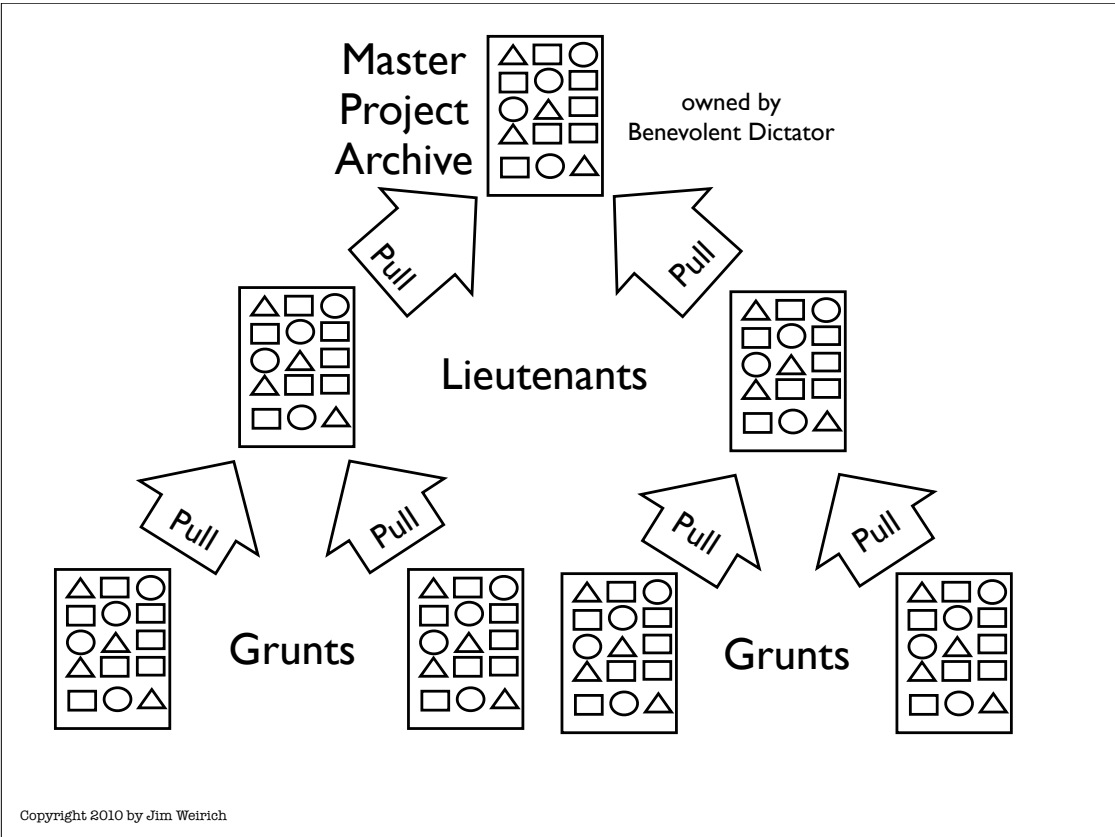 Master
Project
Archive
owned by
Benevolent Dictator
Pull
Pull
Lieutenants
Pull
Pull
Pull
Pull
Grunts
Grunts
Copyright 2010 by Jim Weirich